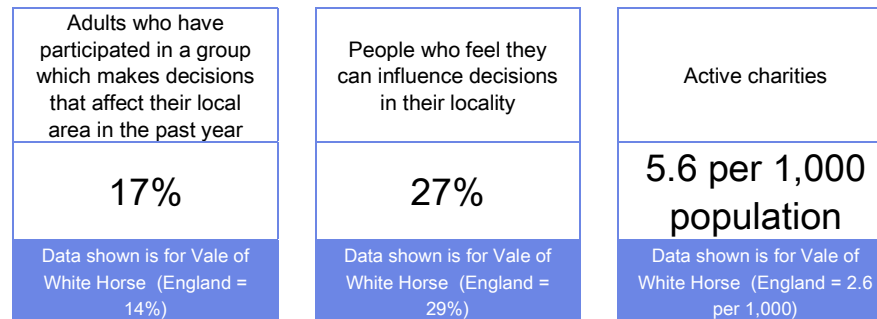 Adults who have
participated in a group
which makes decisions
that affect their local
area in the past year
17%
Data shown is for Vale of
White Horse (England =
14%)
People who feel they
can influence decisions
in their locality
27%
Data shown is for Vale of
White Horse (England =
29%)
Active charities
5.6 per 1,000
population
Data shown is for Vale of
White Horse (England = 2.6
per 1,000)